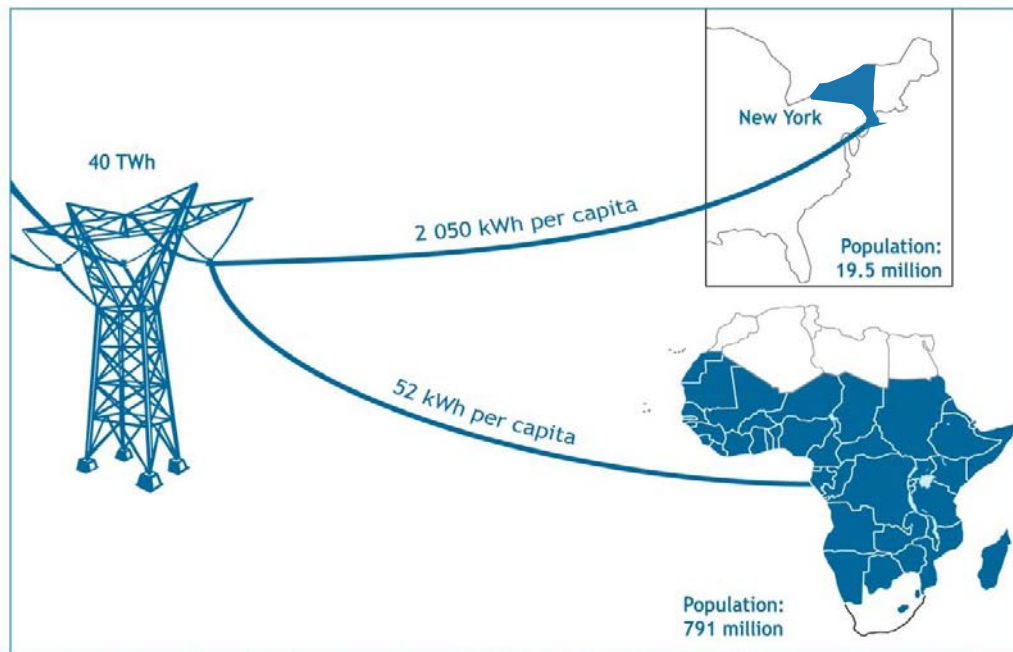 40 TWh
2 050 kWh per capita
New York
Population:
19.5 million
52 kWh per capita
Population:
791 million